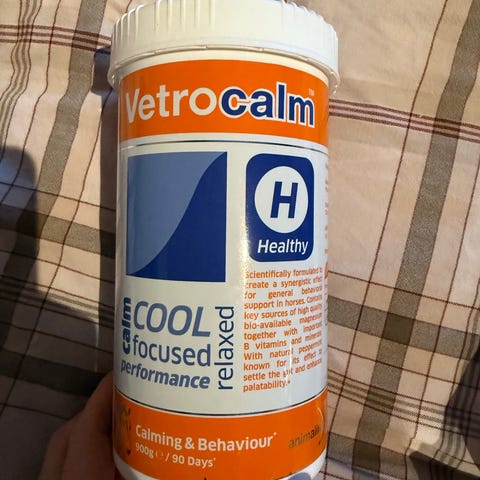 Vetrocalm™
H
Healthy
calm
COOL
focused
performance
relaxed
Scientifically formulated to
create a synergistic effect
for general behaviour
support in horses. Contains
key sources of high quality
bio-available magnesium
together with important
B vitamins and minerals.
With natural peppermint
known for its effect to
settle the gut and enhance
palatability.
Calming & Behaviour
900g e / 90 Days